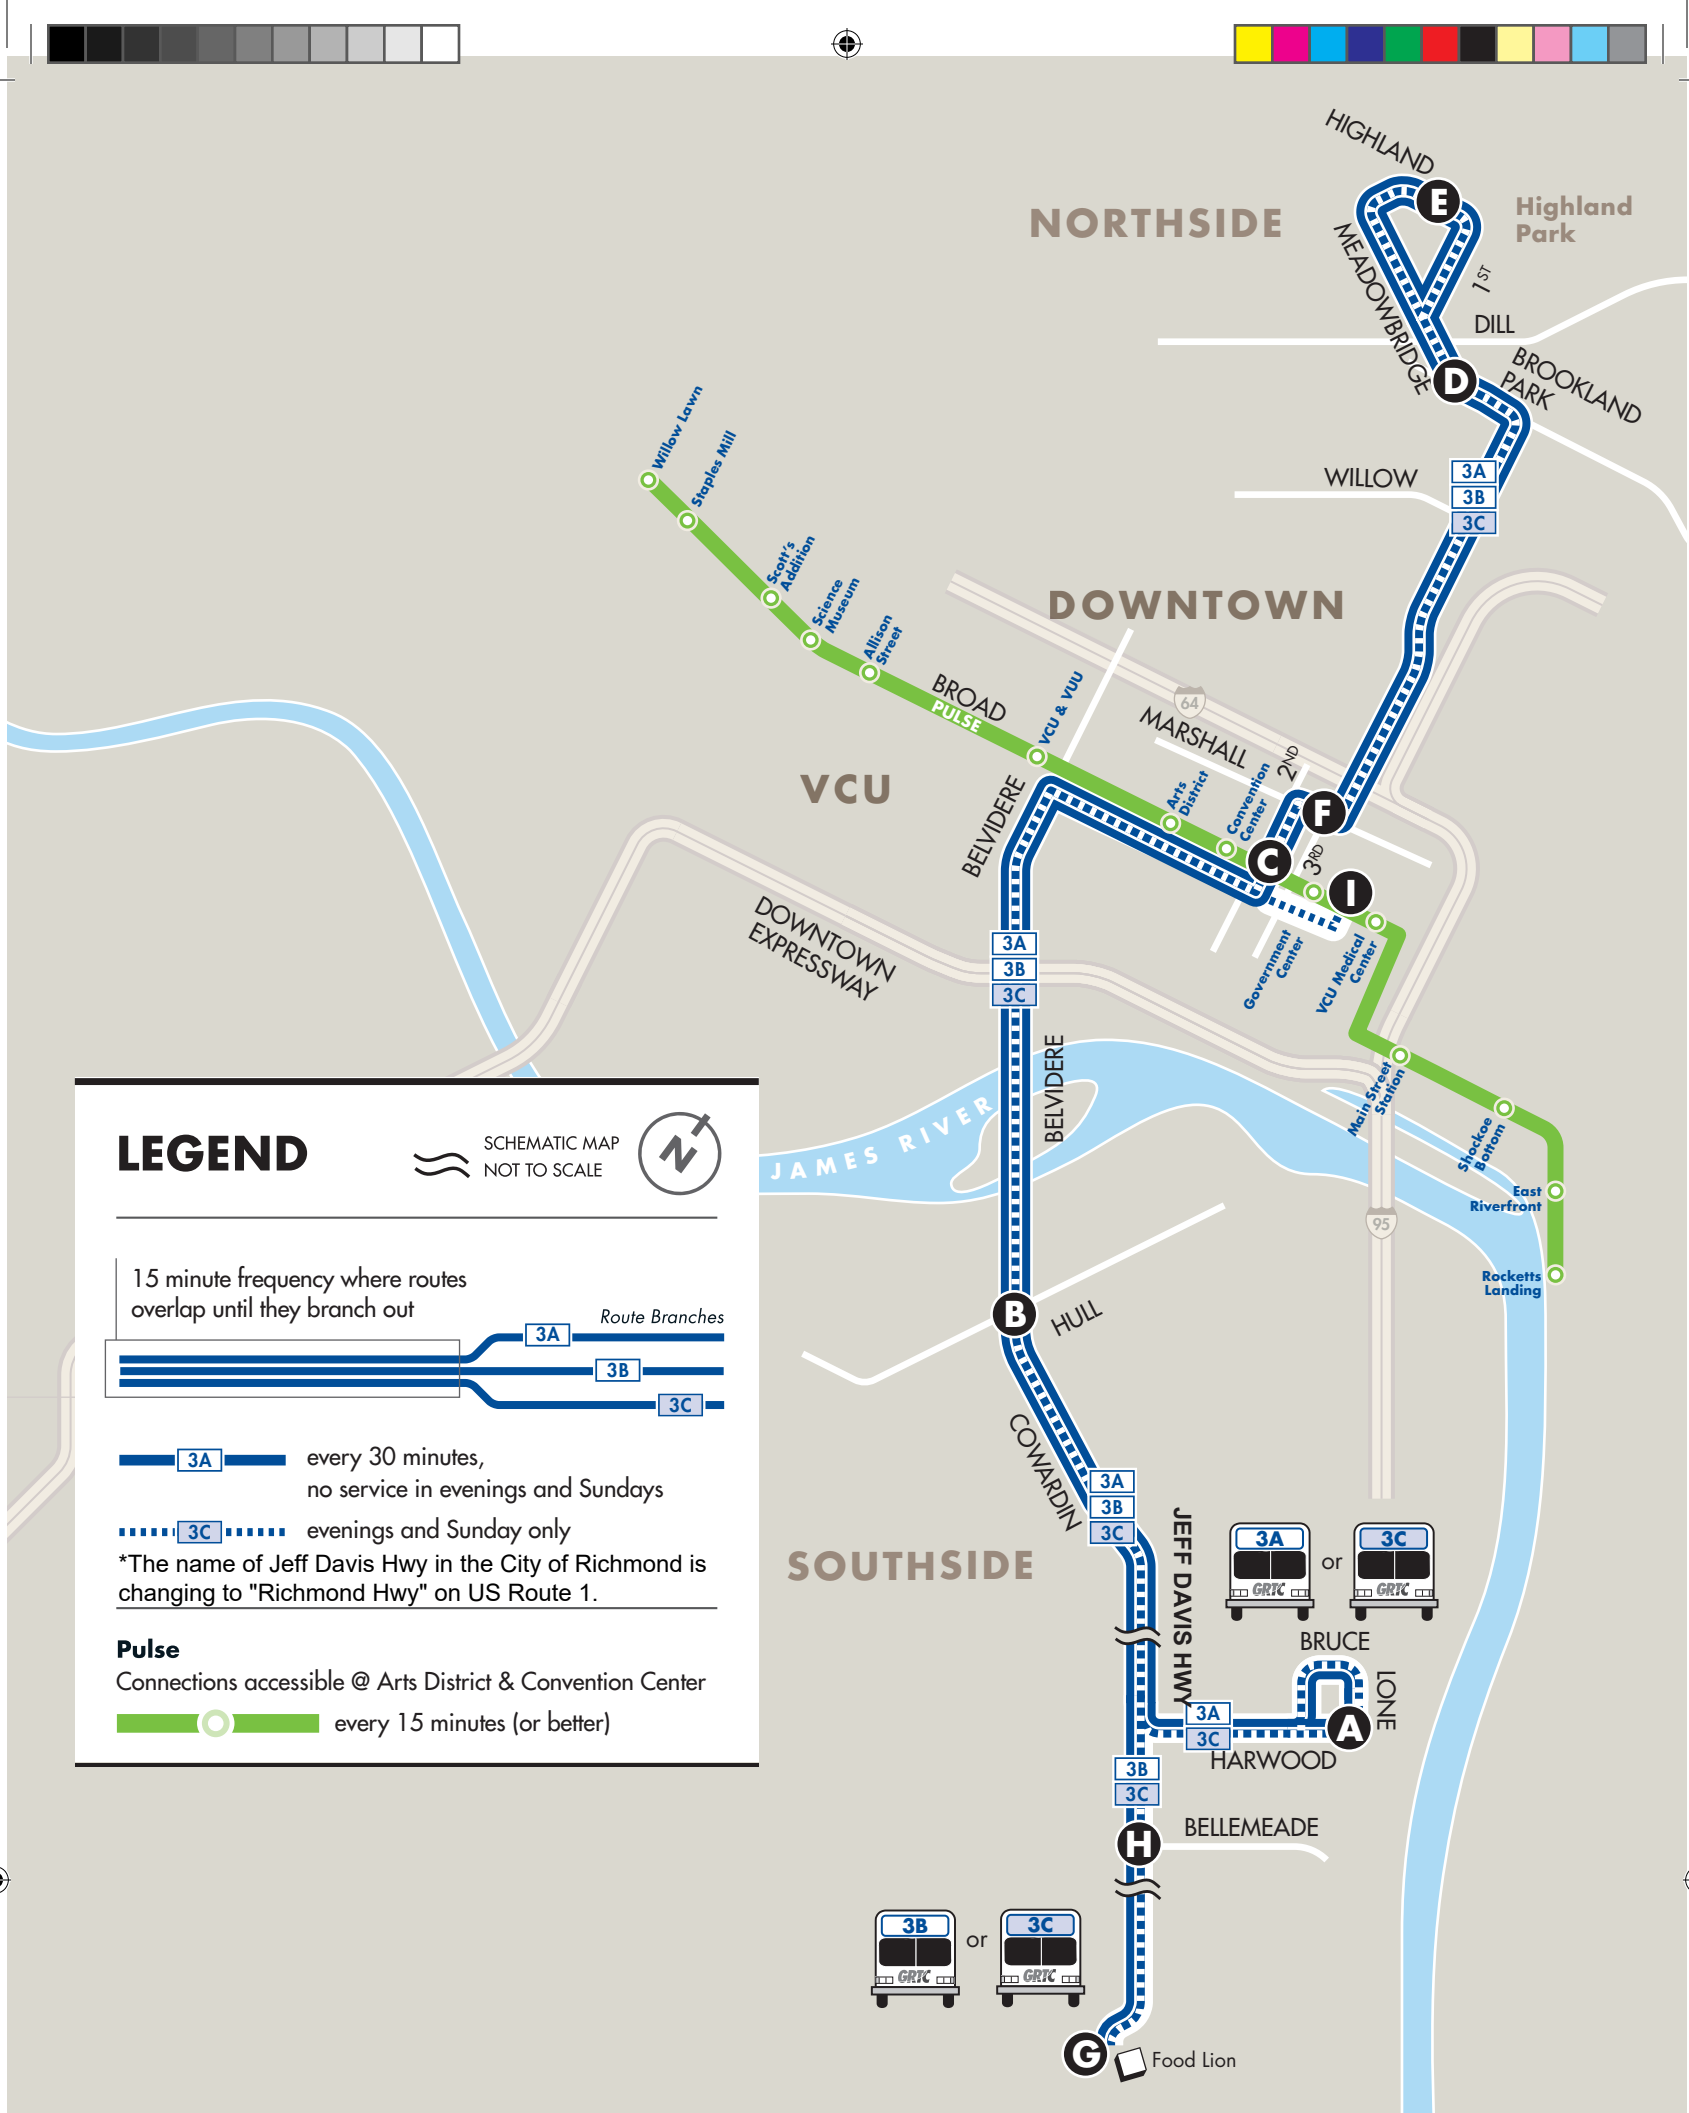 HIGHLAND
E
NORTHSIDE
Highland
Park
MEADOWBRIDGE
1ST
DILL
D
BROOKLAND
PARK
Willow Lawn
Staples Mill
WILLOW
3A
3B
3C
Scott's
Addition
Science
Museum
Allison
Street
DOWNTOWN
BROAD
PULSE
VCU & VUU
64
MARSHALL
2ND
VCU
BELVIDERE
Arts
District
Convention
Center
F
C
3RD
I
DOWNTOWN
EXPRESSWAY
3A
3B
3C
Government
Center
VCU Medical
Center
BELVIDERE
Main Street
Station
JAMES RIVER
Shockoe
Bottom
East
Riverfront
95
Rocketts
Landing
B
HULL
LEGEND
SCHEMATIC MAP
NOT TO SCALE
N
15 minute frequency where routes
overlap until they branch out
Route Branches
3A
3B
3C
3A
every 30 minutes,
no service in evenings and Sundays
3C
evenings and Sunday only
*The name of Jeff Davis Hwy in the City of Richmond is
changing to "Richmond Hwy" on US Route 1.
Pulse
Connections accessible @ Arts District & Convention Center
every 15 minutes (or better)
COWARDIN
3A
3B
3C
SOUTHSIDE
JEFF DAVIS HWY
3A
GRTC
or
3C
GRTC
BRUCE
LONE
3A
3C
A
HARWOOD
3B
3C
H
BELLEMEADE
3B
GRTC
or
3C
GRTC
G
Food Lion